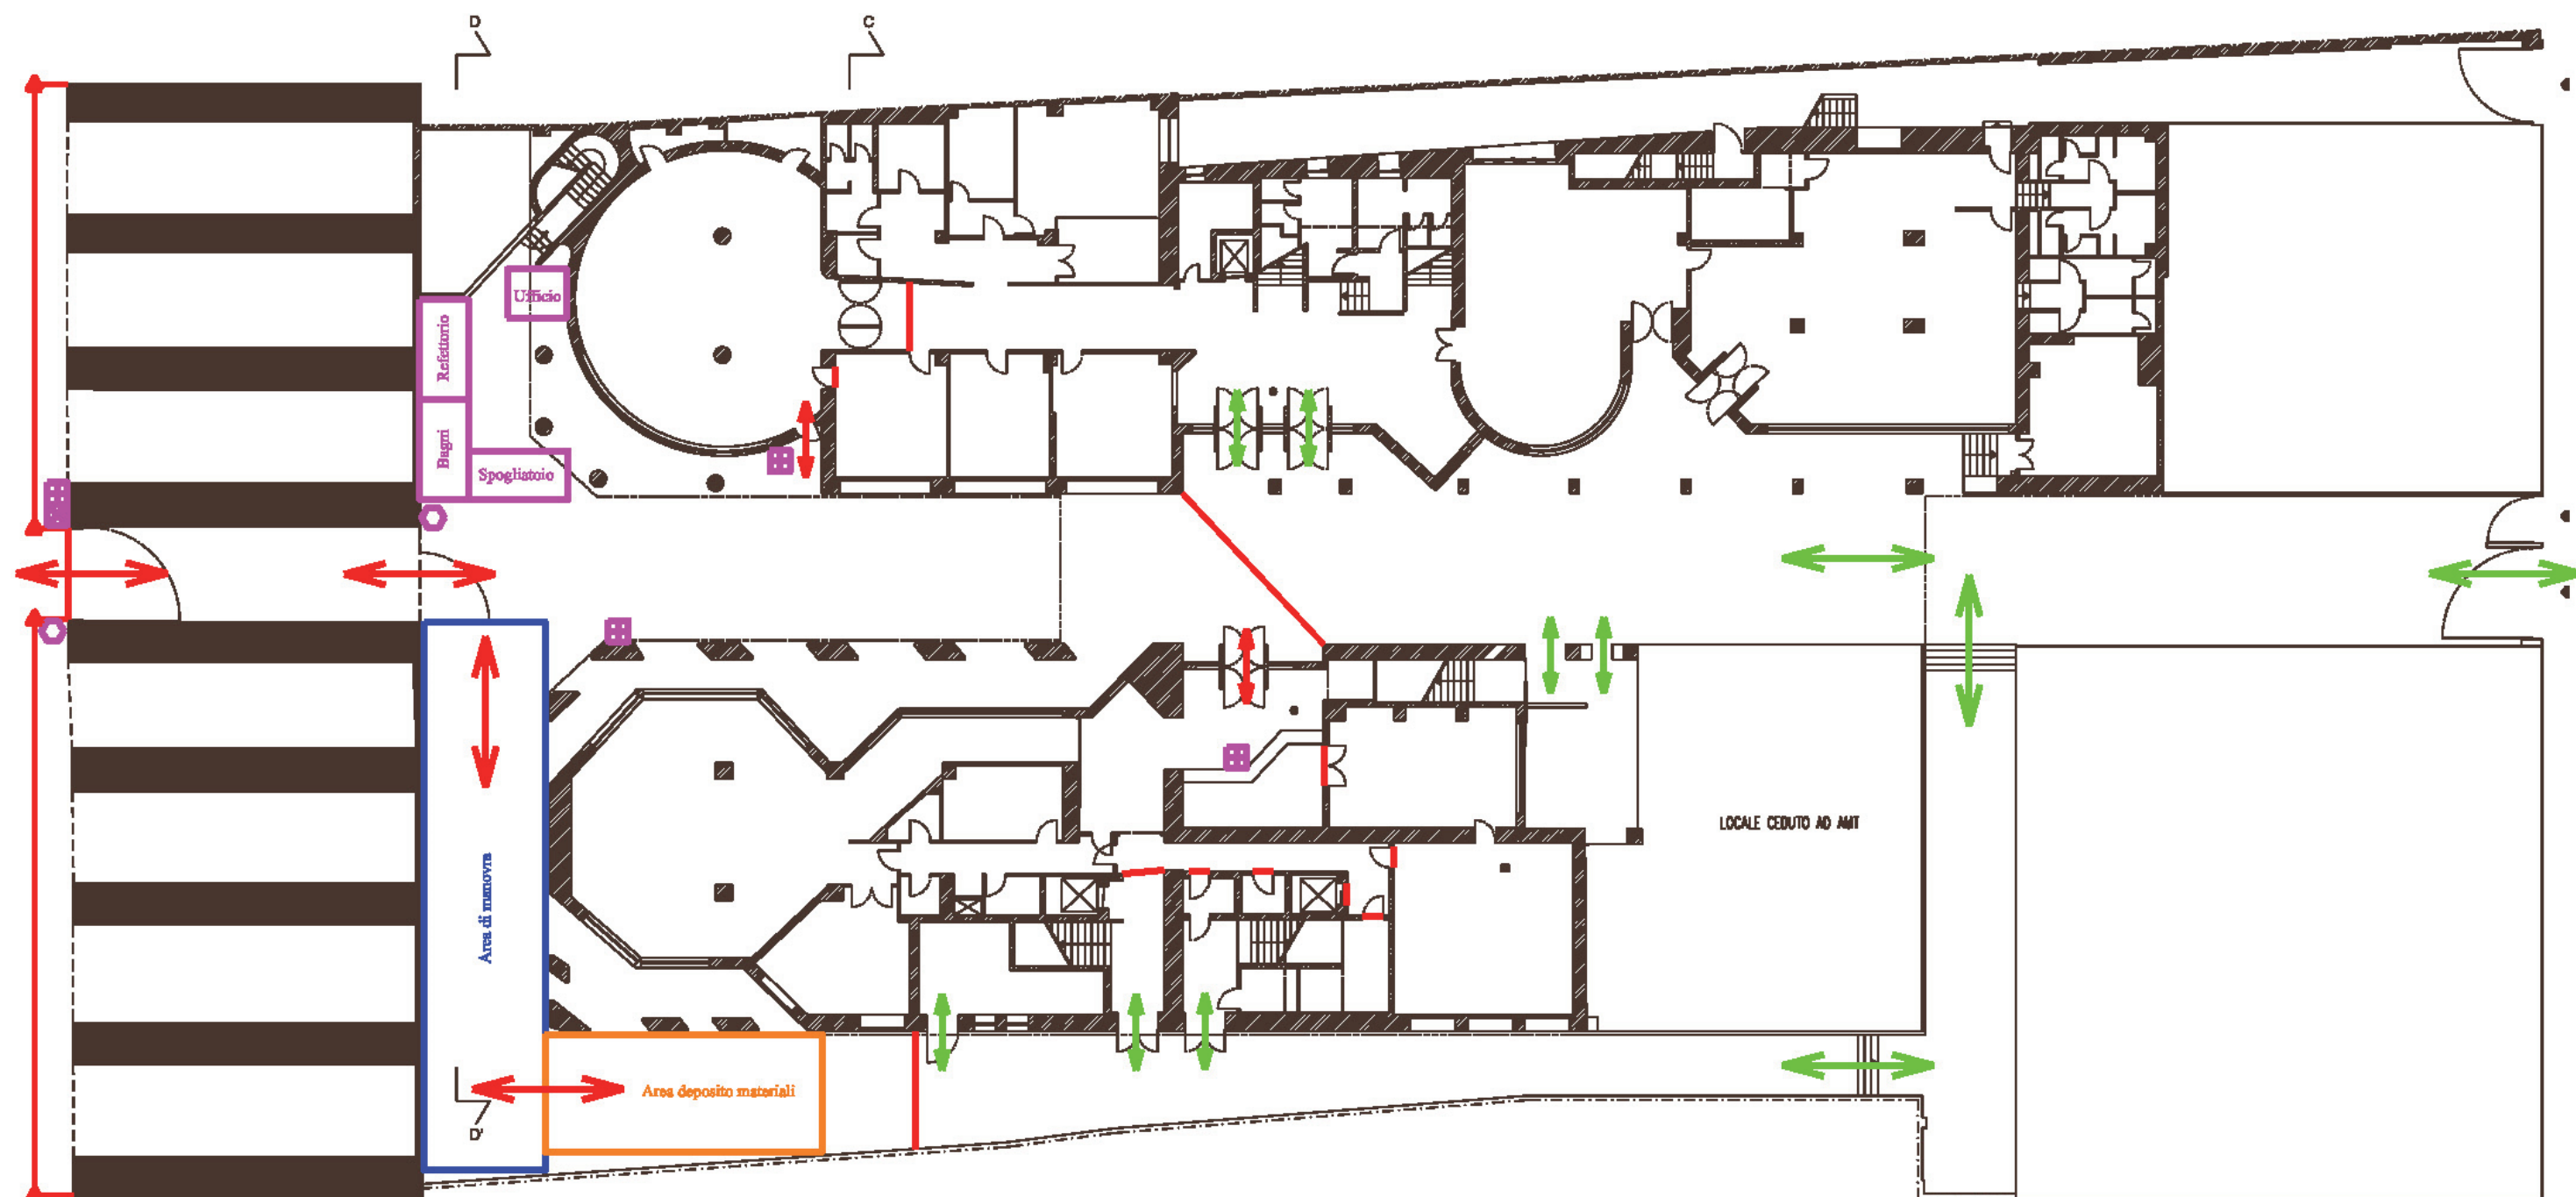 D
C
Ufficio
Refettorio
Bagni
Spogliatoio
LOCALE CEDUTO AD AMT
Area di manovra
Area deposito materiali
D'